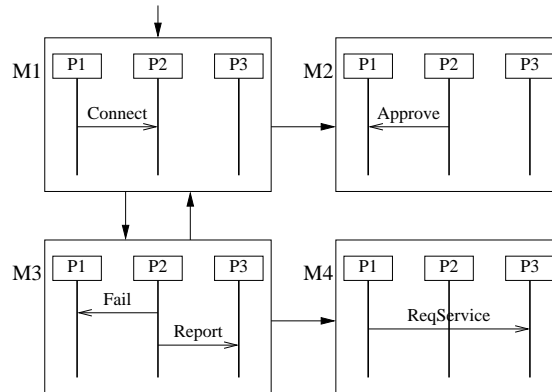 M1
P1 P2 P3
Connect
M2
P1 P2 P3
Approve
M3
P1 P2 P3
Fail
Report
M4
P1 P2 P3
ReqService